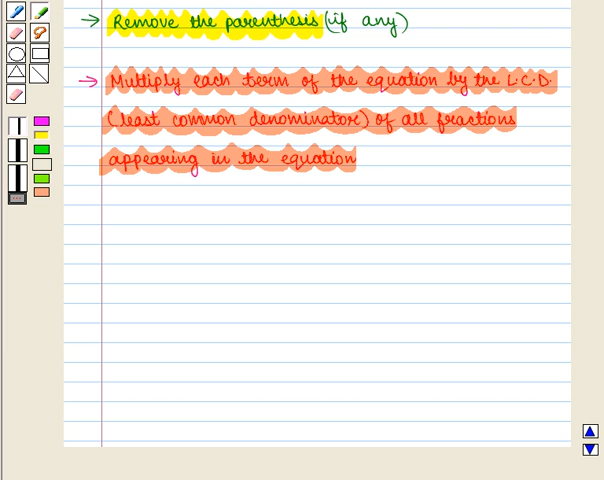 → Remove the parenthesis (if any)
→ Multiply each term of the equation by the L.C.D.
(least common denominator) of all fractions
appearing in the equation